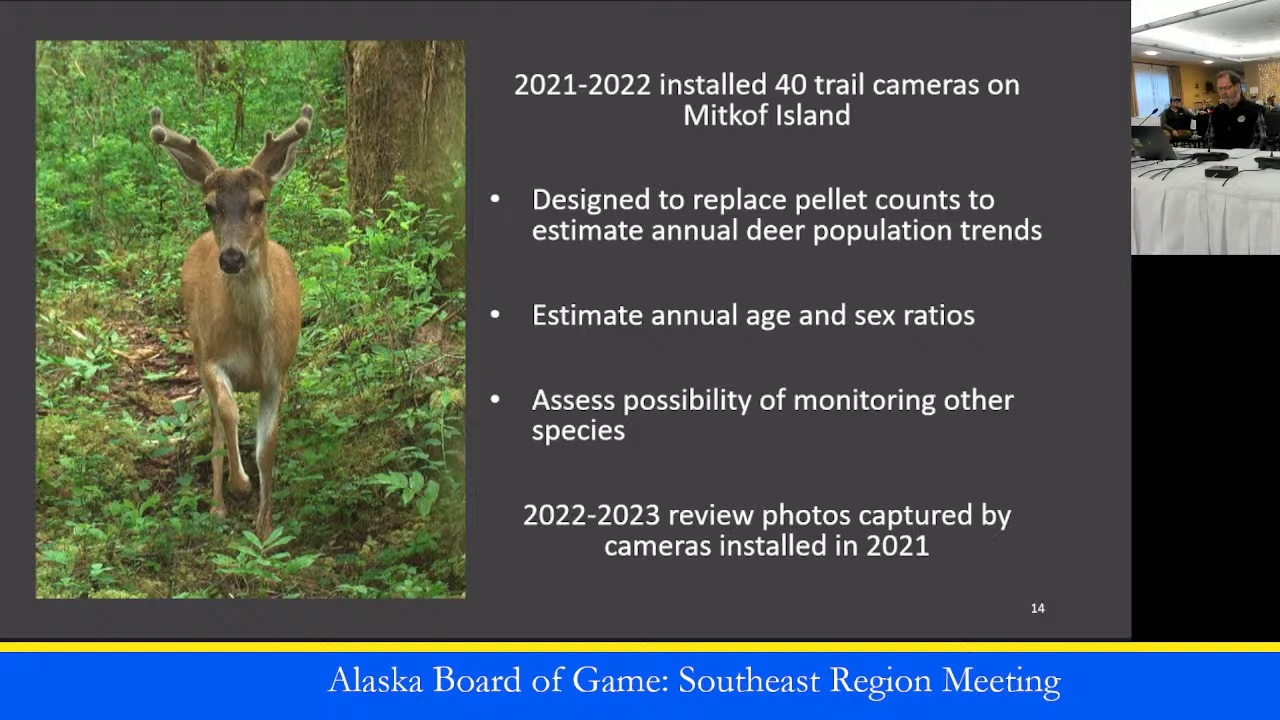 2021-2022 installed 40 trail cameras on
Mitkof Island
• Designed to replace pellet counts to
estimate annual deer population trends
• Estimate annual age and sex ratios
• Assess possibility of monitoring other
species
2022-2023 review photos captured by
cameras installed in 2021
14
Alaska Board of Game: Southeast Region Meeting